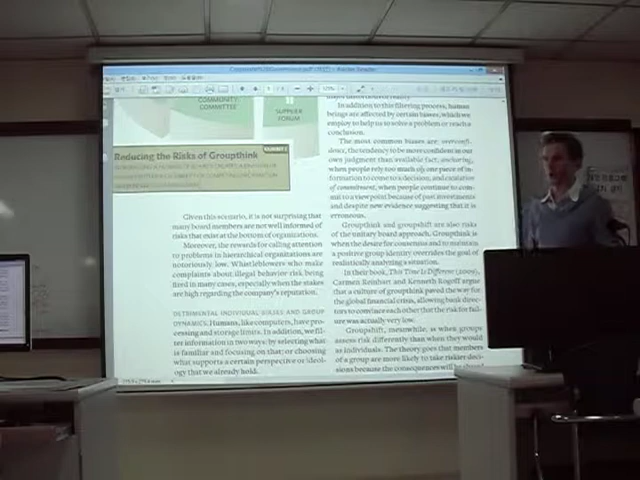 COMMUNITY
COMMITTEE
SUPPLIER
FORUM
Reducing the Risks of Groupthink
Given this scenario, it is not surprising that
many board members are not well informed of
risks that exist at the bottom of organizations.
Moreover, the rewards for calling attention
to problems in hierarchical organizations are
notoriously low. Whistleblowers who make
complaints about illegal behavior risk being
fired in many cases, especially when the stakes
are high regarding the company's reputation.
DETRIMENTAL INDIVIDUAL BIASES AND GROUP
DYNAMICS: Humans, like computers, have pro-
cessing and storage limits. In addition, we fil-
ter information in two ways: by selecting what
is familiar and focusing on that; or choosing
what supports a certain perspective or ideol-
ogy that we already hold.
In addition to this filtering process, human
beings are affected by certain biases, which we
employ to help us to solve a problem or reach a
conclusion.
The most common biases are: overconfi-
dence, the tendency to be more confident in our
own judgment than available fact, anchoring,
when people rely too much on one piece of in-
formation to come to a decision, and escalation
of commitment, when people continue to com-
mit to a viewpoint because of past investments
and despite new evidence suggesting that it is
erroneous.
Groupthink and groupshift are also risks
of the unitary board approach. Groupthink is
when the desire for consensus and to maintain
a positive group identity overrides the goal of
realistically analyzing a situation.
In their book, This Time Is Different (2009),
Carmen Reinhart and Kenneth Rogoff argue
that a culture of groupthink paved the way for
the global financial crisis, allowing bank direc-
tors to convince each other that the risk for fai-
lure was actually very low.
Groupshift, meanwhile, is when groups
assess risk differently than when they would
as individuals. The theory goes that members
of a group are more likely to take riskier deci-
sions because the consequences will be